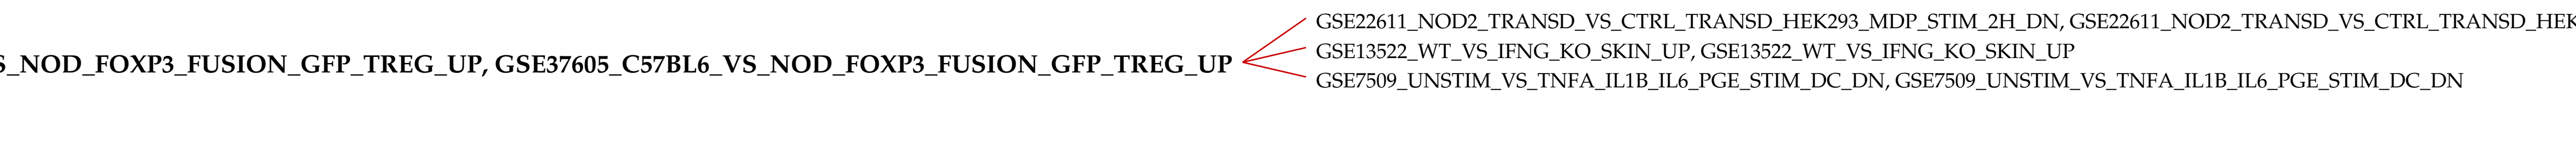 GSE22611_NOD2_TRANSD_VS_CTRL_TRANSD_HEK293_MDP_STIM_2H_DN, GSE22611_NOD2_TRANSD_VS_CTRL_TRANSD_HEK
S_NOD_FOXP3_FUSION_GFP_TREG_UP, GSE37605_C57BL6_VS_NOD_FOXP3_FUSION_GFP_TREG_UP
GSE13522_WT_VS_IFNG_KO_SKIN_UP, GSE13522_WT_VS_IFNG_KO_SKIN_UP
GSE7509_UNSTIM_VS_TNFA_IL1B_IL6_PGE_STIM_DC_DN, GSE7509_UNSTIM_VS_TNFA_IL1B_IL6_PGE_STIM_DC_DN